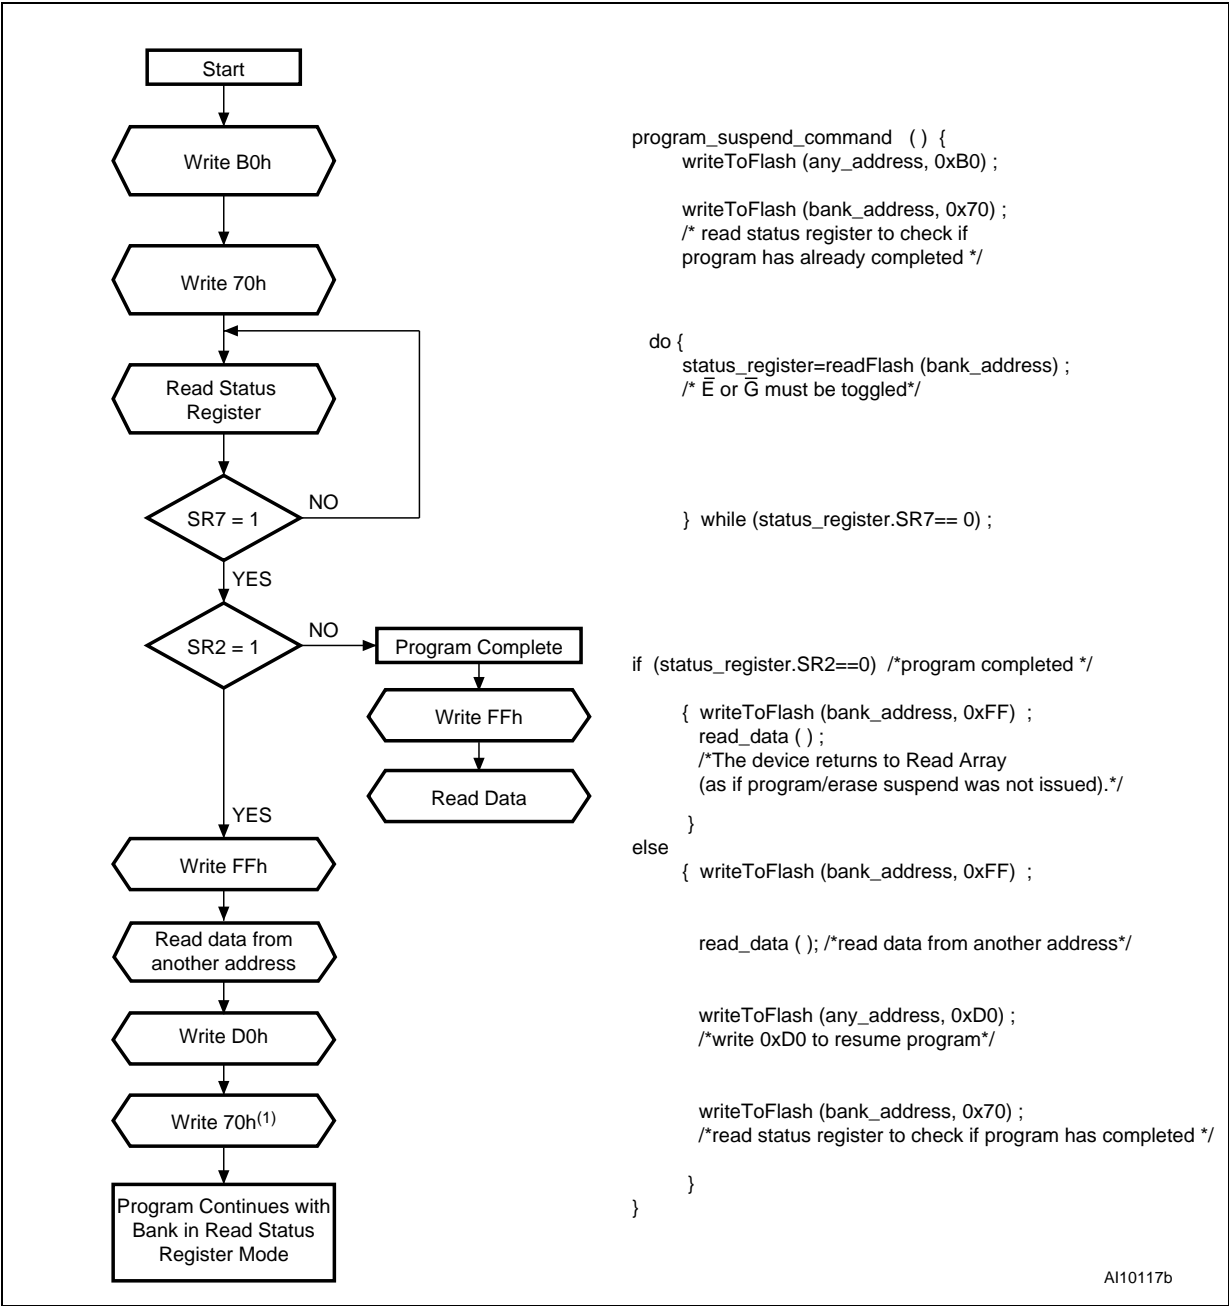 Start
Write B0h
Write 70h
Read Status
Register
SR7 = 1
NO
YES
SR2 = 1
NO
Program Complete
Write FFh
Read Data
YES
Write FFh
Read data from
another address
Write D0h
Write 70h(1)
Program Continues with
Bank in Read Status
Register Mode
program_suspend_command ( ) {
writeToFlash (any_address, 0xB0) ;
writeToFlash (bank_address, 0x70) ;
/* read status register to check if
program has already completed */
do {
status_register=readFlash (bank_address) ;
/* E̅ or G̅ must be toggled*/
} while (status_register.SR7== 0) ;
if (status_register.SR2==0) /*program completed */
{ writeToFlash (bank_address, 0xFF) ;
read_data ( ) ;
/*The device returns to Read Array
(as if program/erase suspend was not issued).*/
}
else
{ writeToFlash (bank_address, 0xFF) ;
read_data ( ); /*read data from another address*/
writeToFlash (any_address, 0xD0) ;
/*write 0xD0 to resume program*/
writeToFlash (bank_address, 0x70) ;
/*read status register to check if program has completed */
}
}
AI10117b